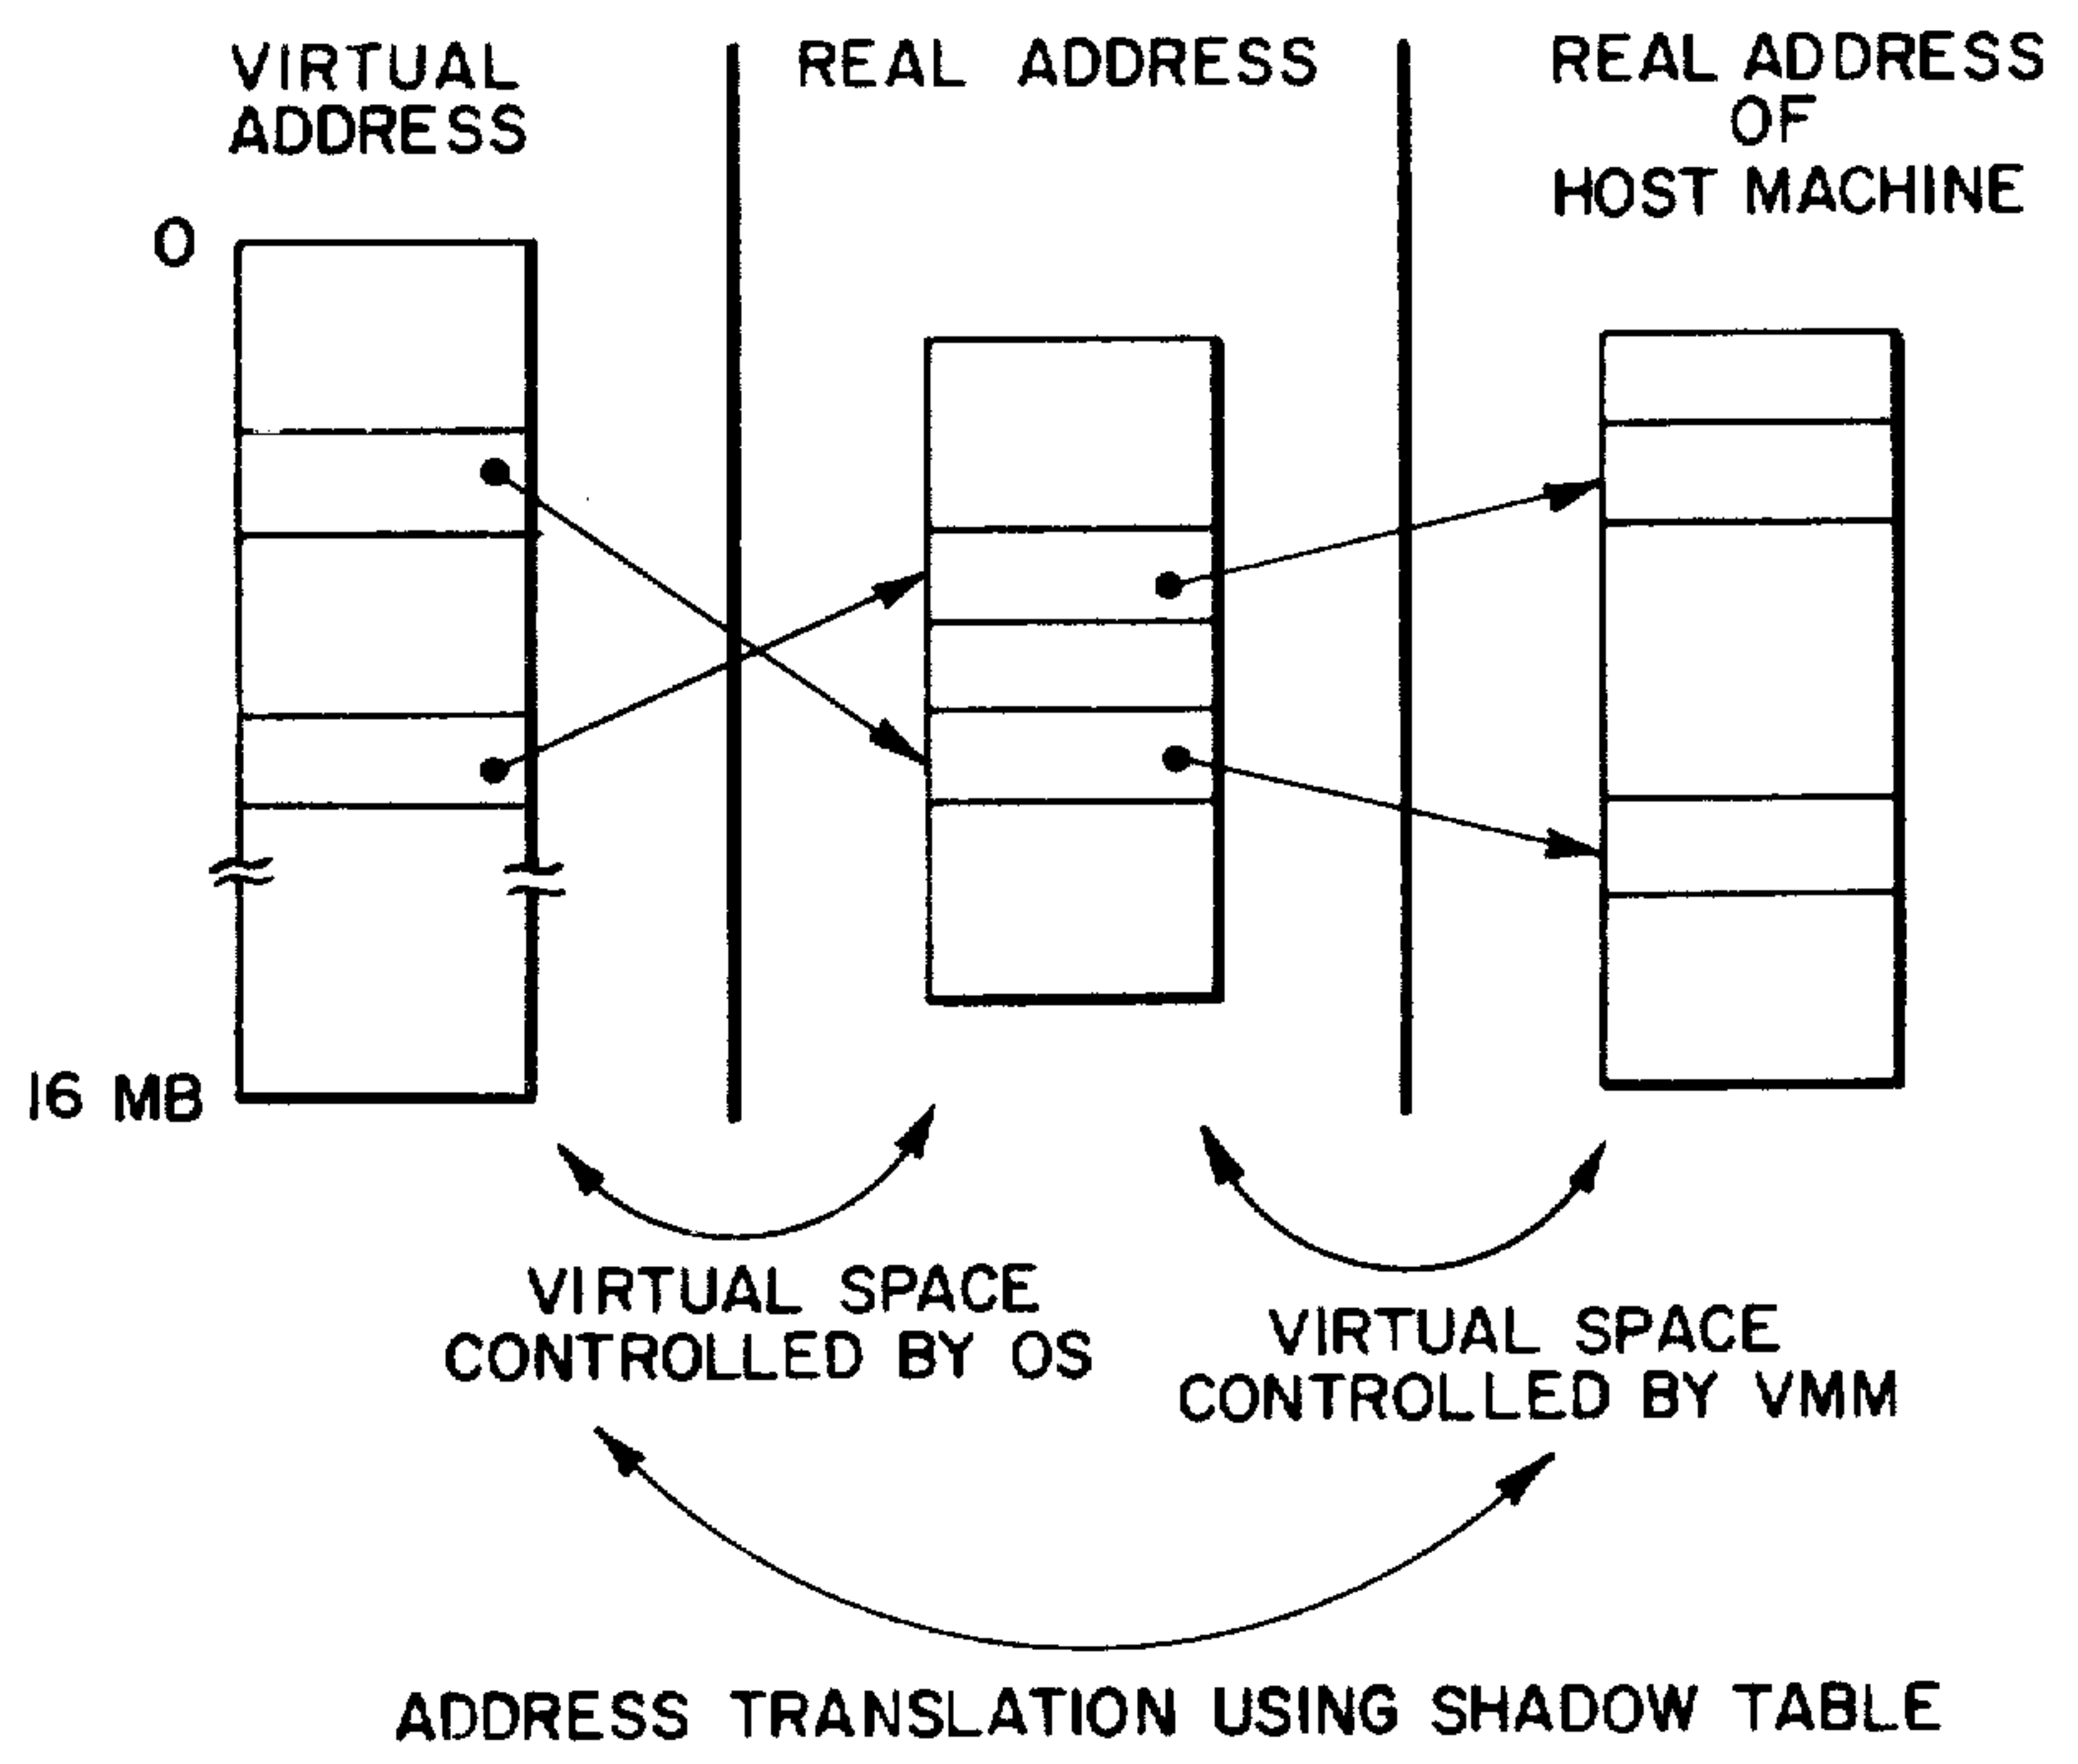 VIRTUAL
ADDRESS
REAL ADDRESS
REAL ADDRESS
OF
HOST MACHINE
0
16 MB
VIRTUAL SPACE
CONTROLLED BY OS
VIRTUAL SPACE
CONTROLLED BY VMM
ADDRESS TRANSLATION USING SHADOW TABLE